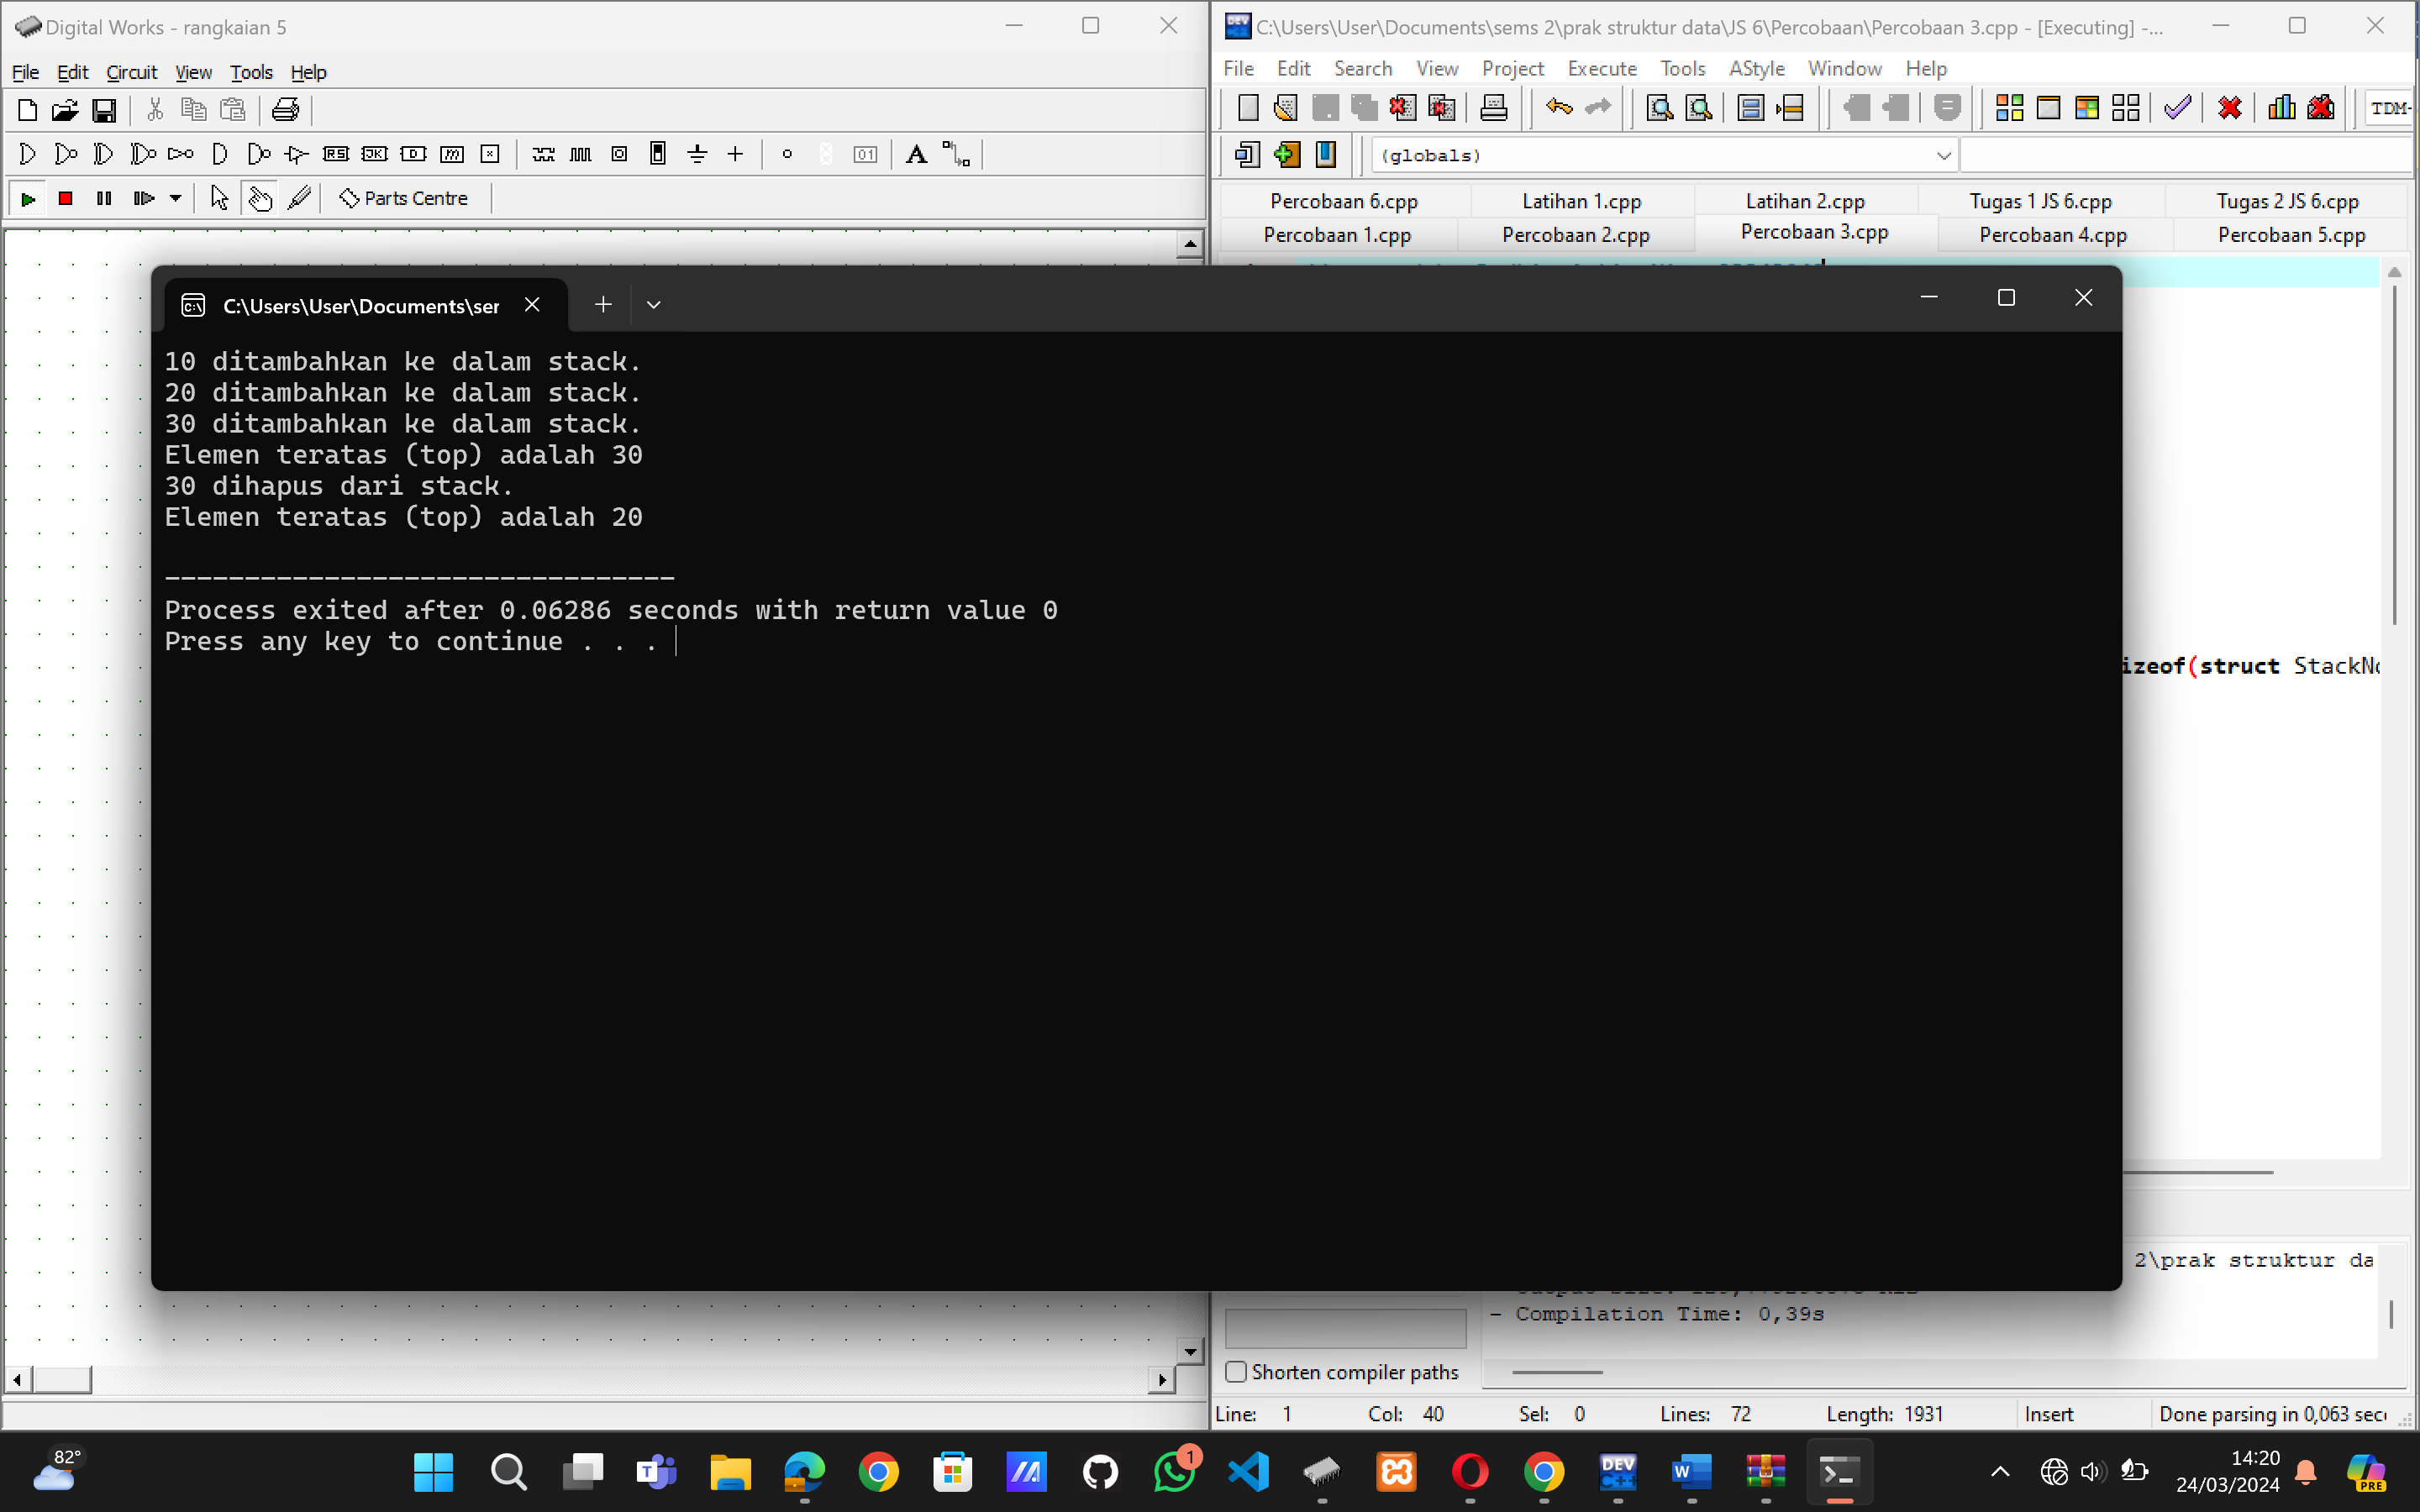 Digital Works - rangkaian 5
File Edit Circuit View Tools Help
Parts Centre
C:\Users\User\Documents\sems 2\prak struktur data\JS 6\Percobaan\Percobaan 3.cpp - [Executing] -...
File Edit Search View Project Execute Tools AStyle Window Help
TDM-
(globals)
Percobaan 6.cpp Latihan 1.cpp Latihan 2.cpp Tugas 1 JS 6.cpp Tugas 2 JS 6.cpp
Percobaan 1.cpp Percobaan 2.cpp Percobaan 3.cpp Percobaan 4.cpp Percobaan 5.cpp
C:\Users\User\Documents\ser
10 ditambahkan ke dalam stack.
20 ditambahkan ke dalam stack.
30 ditambahkan ke dalam stack.
Elemen teratas (top) adalah 30
30 dihapus dari stack.
Elemen teratas (top) adalah 20
--------------------------------
Process exited after 0.06286 seconds with return value 0
Press any key to continue . . .
izeof(struct StackNo
2\prak struktur da
- Compilation Time: 0,39s
Shorten compiler paths
Line: 1 Col: 40 Sel: 0 Lines: 72 Length: 1931 Insert Done parsing in 0,063 sec
82°
1
14:20
24/03/2024
PRE